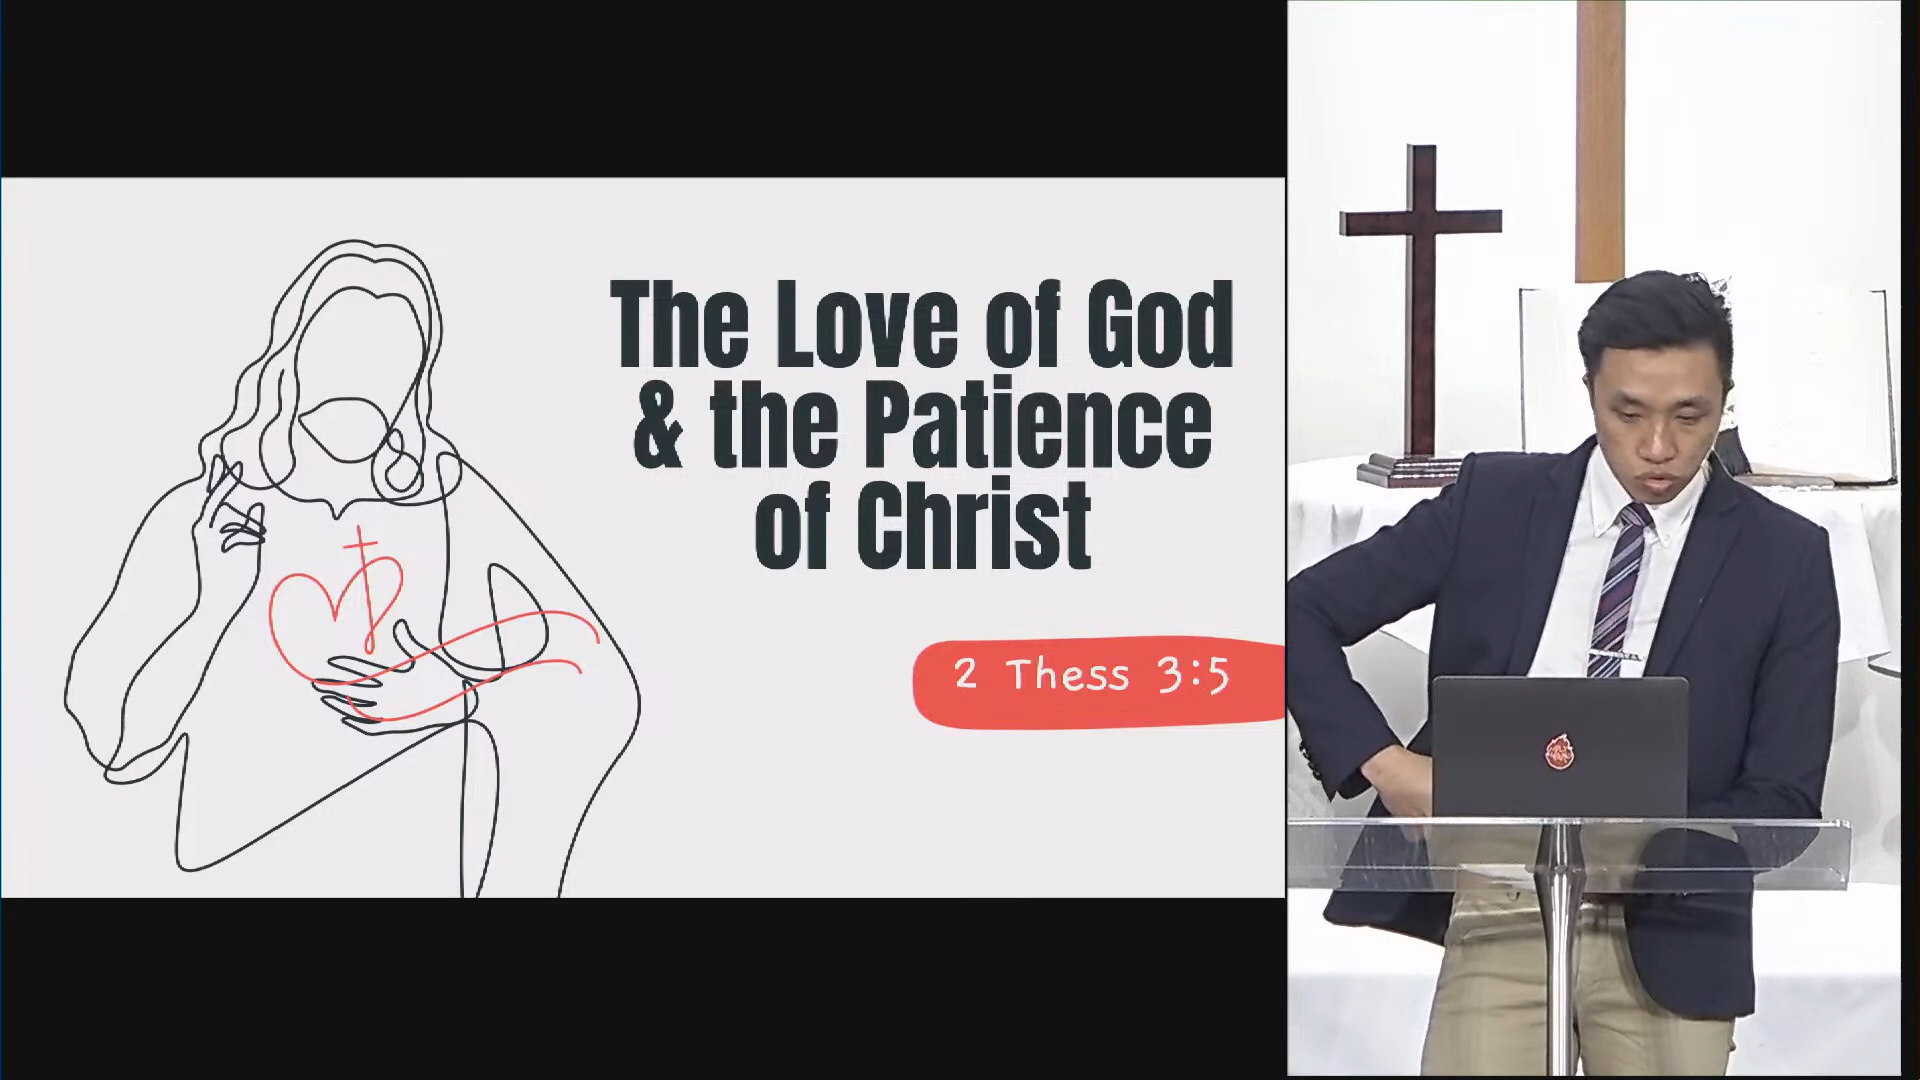 The Love of God
& the Patience
of Christ
2 Thess 3:5